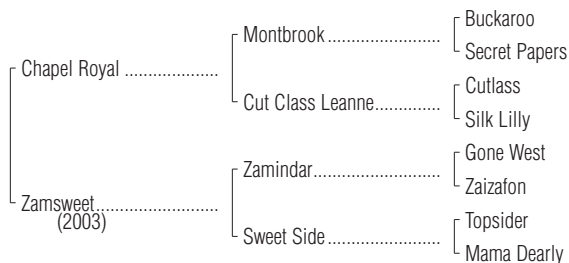 Buckaroo
Montbrook ........................
Secret Papers
Chapel Royal ....................
Cutlass
Cut Class Leanne..............
Silk Lilly
Gone West
Zamindar...........................
Zaizafon
Zamsweet..........................
(2003)
Topsider
Sweet Side ........................
Mama Dearly